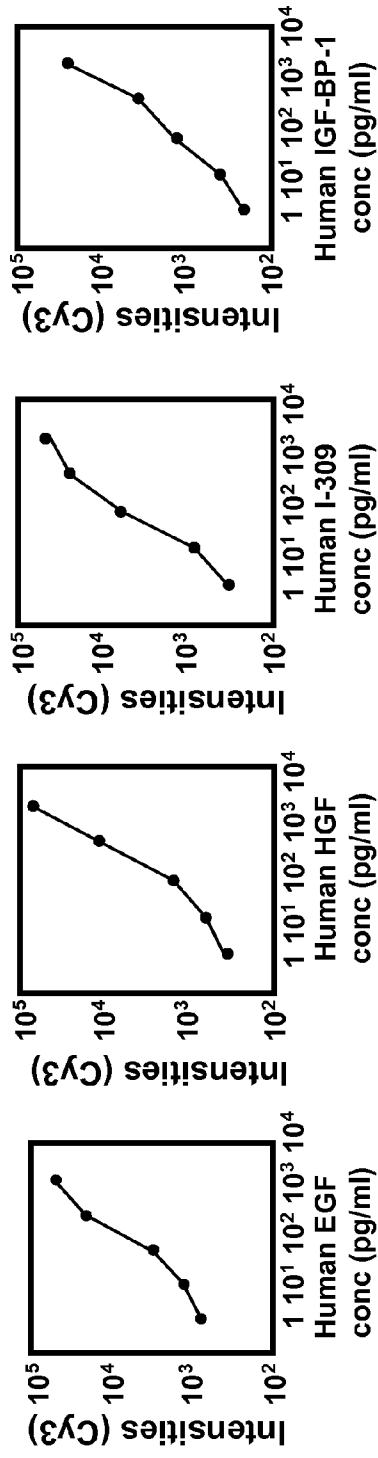 Intensities (Cy3)
10⁵
10⁴
10³
10²
1 10¹ 10² 10³ 10⁴
Human EGF
conc (pg/ml)
Intensities (Cy3)
10⁵
10⁴
10³
10²
1 10¹ 10² 10³ 10⁴
Human HGF
conc (pg/ml)
Intensities (Cy3)
10⁵
10⁴
10³
10²
1 10¹ 10² 10³ 10⁴
Human I-309
conc (pg/ml)
Intensities (Cy3)
10⁵
10⁴
10³
10²
1 10¹ 10² 10³ 10⁴
Human IGF-BP-1
conc (pg/ml)